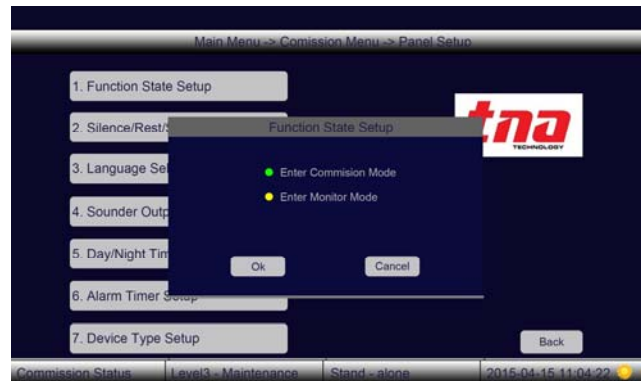 Main Menu -> Comission Menu -> Panel Setup
1. Function State Setup
2. Silence/Rest/
3. Language Sel
4. Sounder Outp
5. Day/Night Tim
6. Alarm Timer Setup
7. Device Type Setup
tna
TECHNOLOGY
Function State Setup
Enter Commision Mode
Enter Monitor Mode
Ok
Cancel
Back
Commission Status
Level3 - Maintenance
Stand - alone
2015-04-15 11:04:22